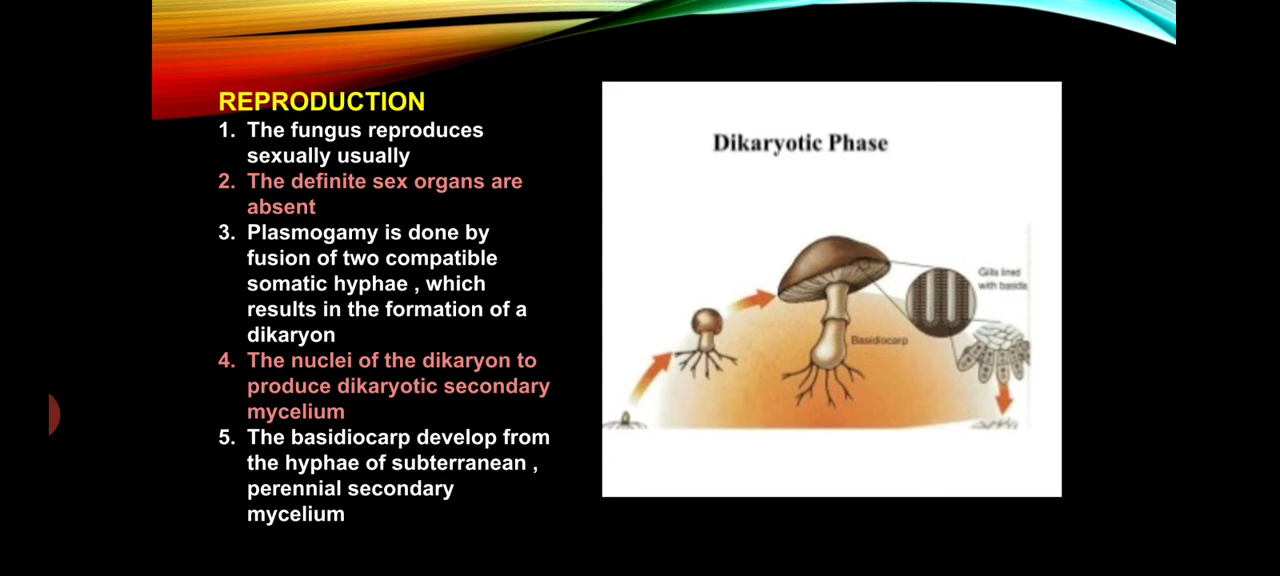 REPRODUCTION
1. The fungus reproduces
sexually usually
2. The definite sex organs are
absent
3. Plasmogamy is done by
fusion of two compatible
somatic hyphae , which
results in the formation of a
dikaryon
4. The nuclei of the dikaryon to
produce dikaryotic secondary
mycelium
5. The basidiocarp develop from
the hyphae of subterranean ,
perennial secondary
mycelium
Dikaryotic Phase
Gills lined
with basidia
Basidiocarp